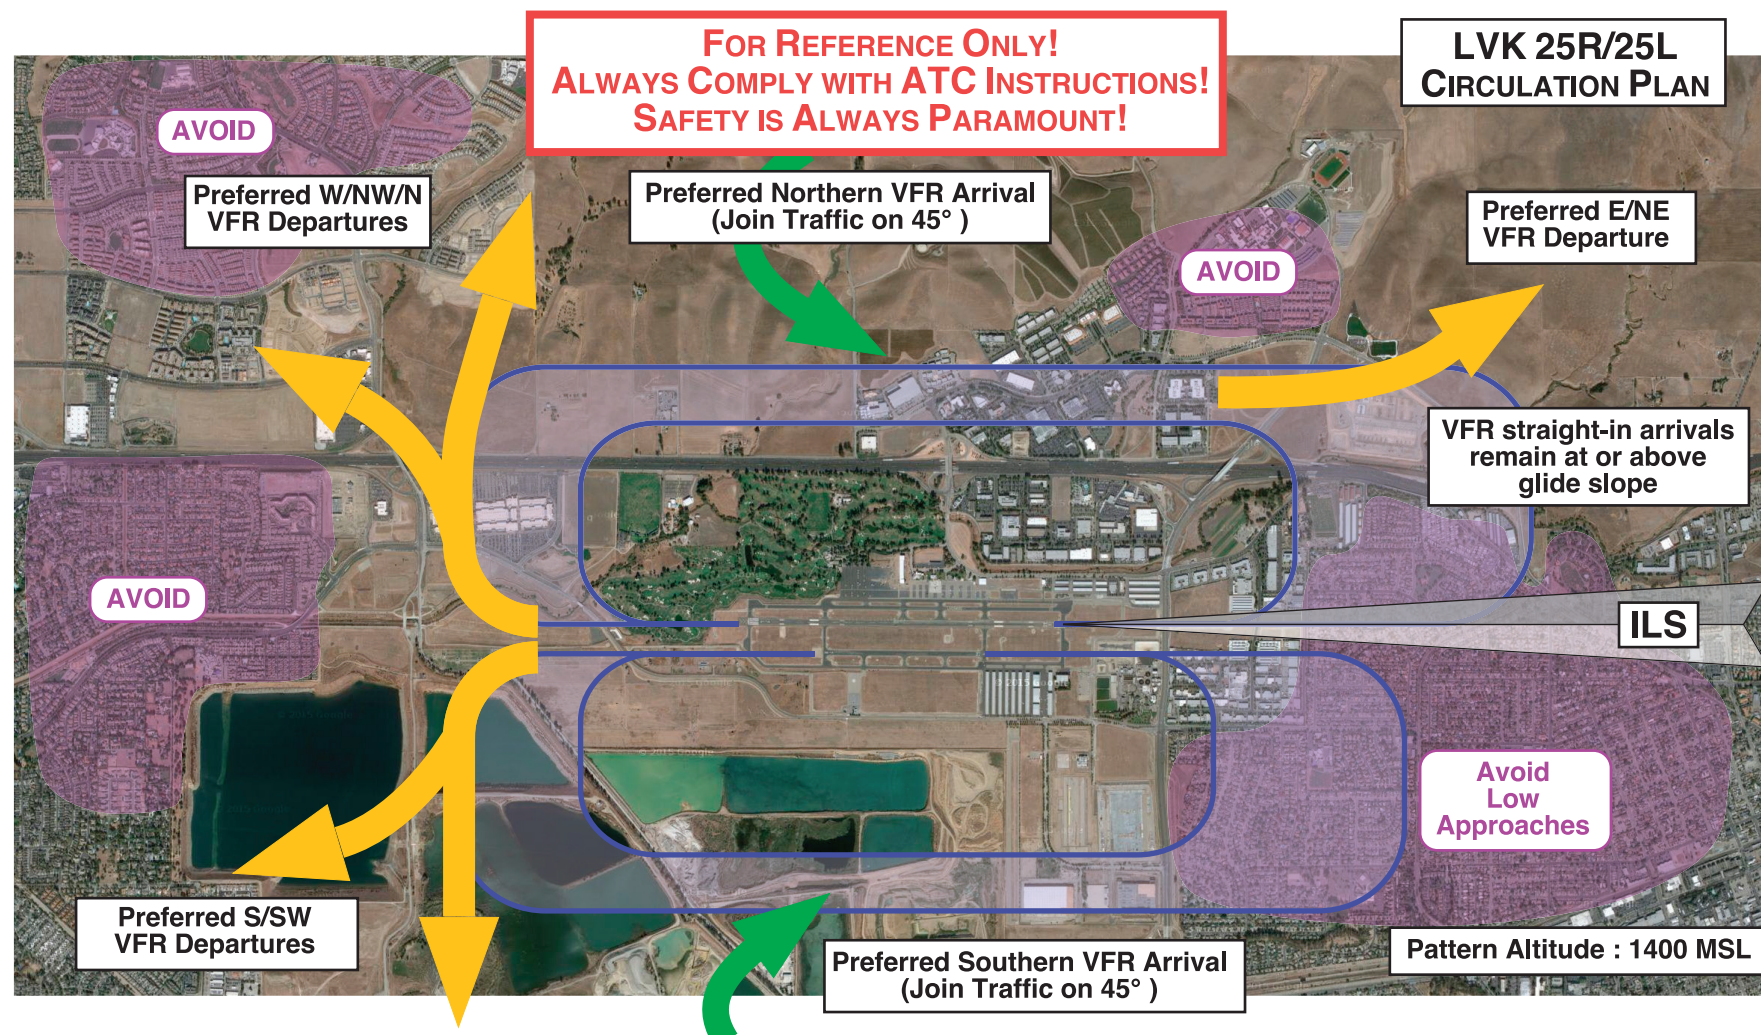 FOR REFERENCE ONLY!
ALWAYS COMPLY WITH ATC INSTRUCTIONS!
SAFETY IS ALWAYS PARAMOUNT!
LVK 25R/25L
CIRCULATION PLAN
AVOID
Preferred W/NW/N
VFR Departures
Preferred Northern VFR Arrival
(Join Traffic on 45° )
AVOID
Preferred E/NE
VFR Departure
VFR straight-in arrivals
remain at or above
glide slope
AVOID
ILS
Avoid
Low
Approaches
Preferred S/SW
VFR Departures
Preferred Southern VFR Arrival
(Join Traffic on 45° )
Pattern Altitude : 1400 MSL